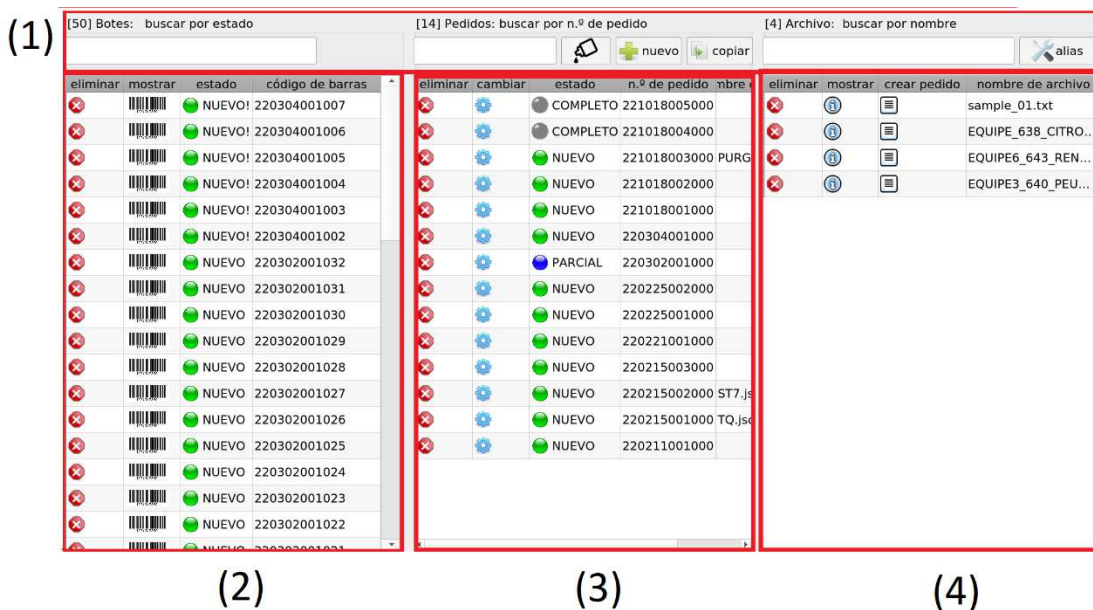 (1)
[50] Botes: buscar por estado
[14] Pedidos: buscar por n.º de pedido
[4] Archivo: buscar por nombre
nuevo
copiar
alias
eliminar mostrar estado código de barras
NUEVO! 220304001007
NUEVO! 220304001006
NUEVO! 220304001005
NUEVO! 220304001004
NUEVO! 220304001003
NUEVO! 220304001002
NUEVO 220302001032
NUEVO 220302001031
NUEVO 220302001030
NUEVO 220302001029
NUEVO 220302001028
NUEVO 220302001027
NUEVO 220302001026
NUEVO 220302001025
NUEVO 220302001024
NUEVO 220302001023
NUEVO 220302001022
NUEVO 220302001021
(2)
eliminar cambiar estado n.º de pedido
COMPLETO 221018005000
COMPLETO 221018004000
NUEVO 221018003000 PURG
NUEVO 221018002000
NUEVO 221018001000
NUEVO 220304001000
PARCIAL 220302001000
NUEVO 220225002000
NUEVO 220225001000
NUEVO 220221001000
NUEVO 220215003000
NUEVO 220215002000 ST7.js
NUEVO 220215001000 TQ.jso
NUEVO 220211001000
(3)
eliminar mostrar crear pedido nombre de archivo
sample_01.txt
EQUIPE_638_CITRO...
EQUIPE6_643_REN...
EQUIPE3_640_PEU...
(4)